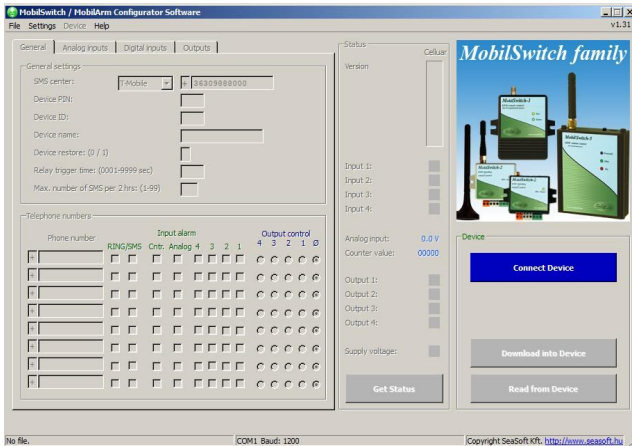 MobilSwitch / MobilArm Configurator Software
File Settings Device Help
v1.31
General Analog inputs Digital inputs Outputs
General settings
SMS center: T-Mobile + 36309888000
Device PIN:
Device ID:
Device name:
Device restore: (0 / 1)
Relay trigger time: (0001-9999 sec)
Max. number of SMS per 2 hrs: (1-99)
Telephone numbers
Phone number
Input alarm
Output control
RING/SMS Cntr. Analog 4 3 2 1
4 3 2 1 Ø
+
+
+
+
+
+
+
+
Status
Celluar
Version
Input 1:
Input 2:
Input 3:
Input 4:
Analog input: 0.0 V
Counter value: 00000
Output 1:
Output 2:
Output 3:
Output 4:
Supply voltage:
Get Status
MobilSwitch family
MobilSwitch-3
Device
Connect Device
Download into Device
Read from Device
No file.
COM1 Baud: 1200
Copyright SeaSoft Kft. http://www.seasoft.hu